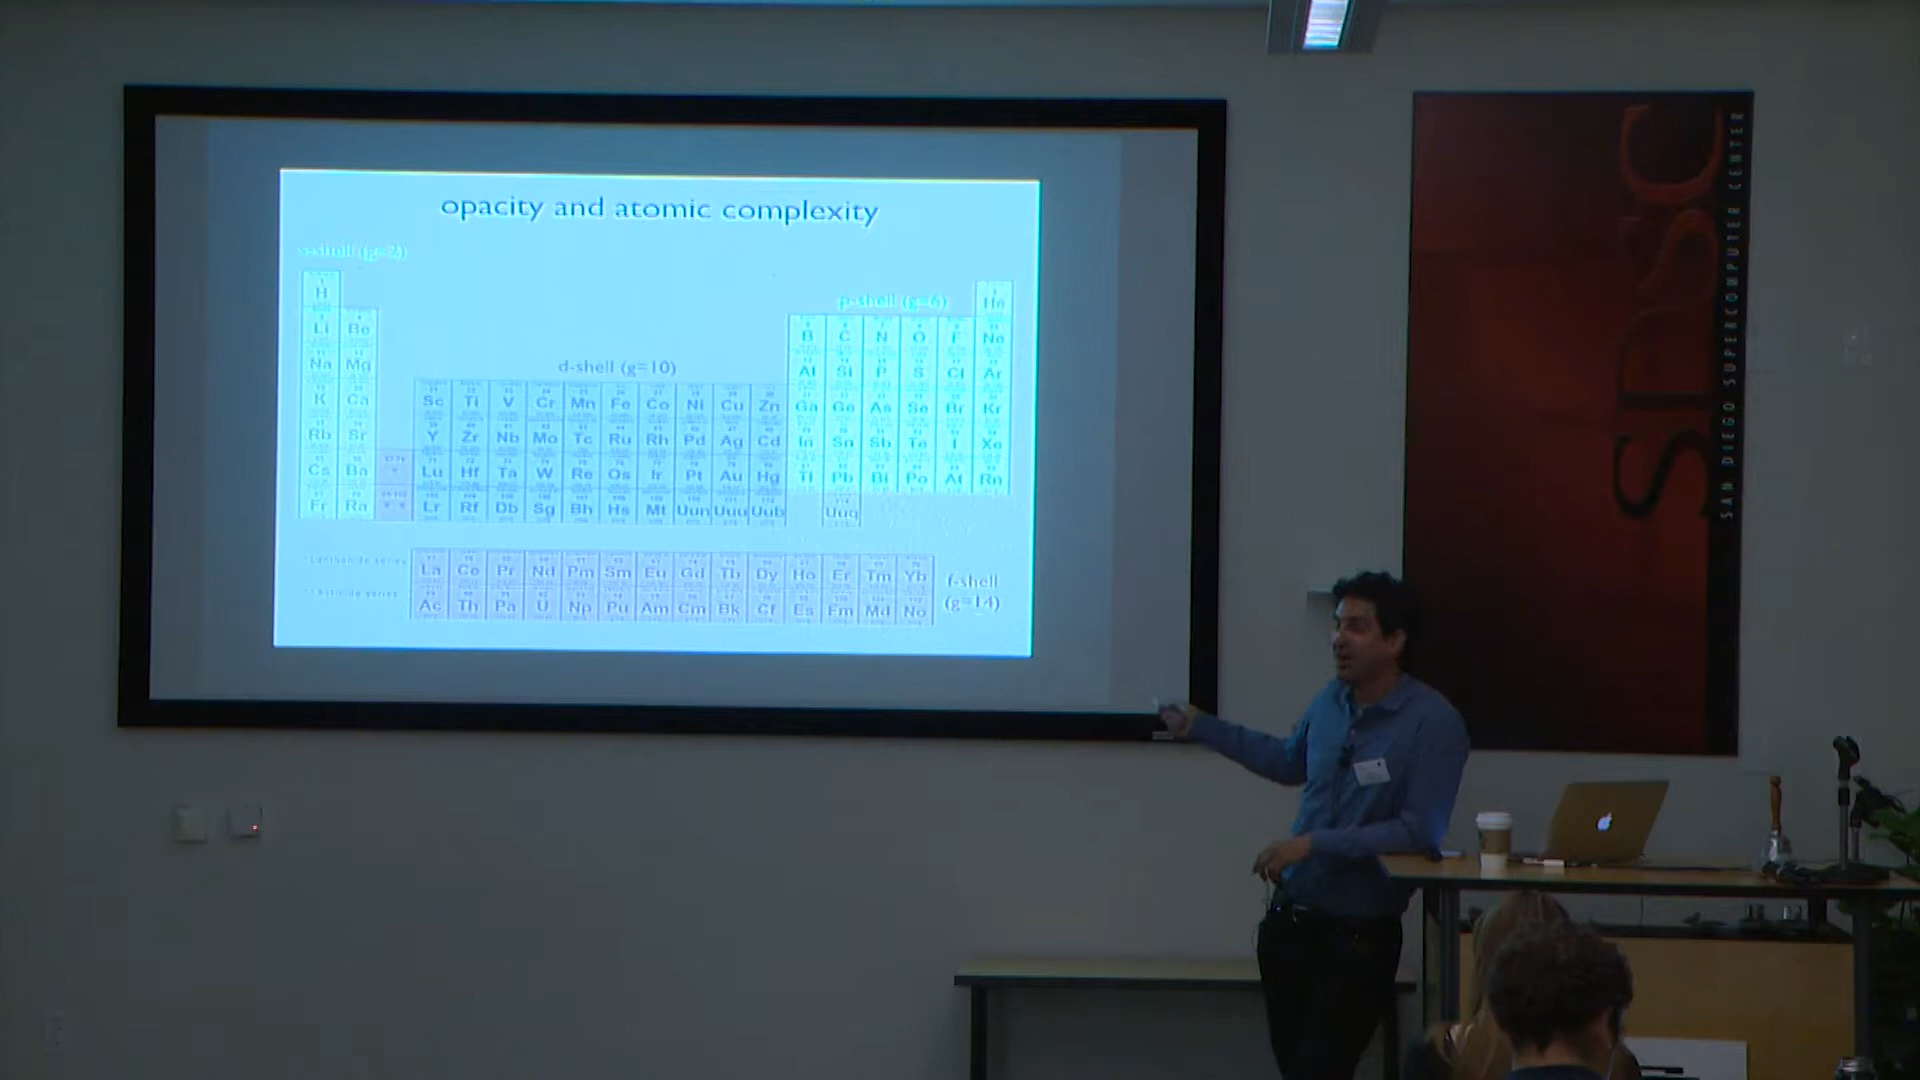 opacity and atomic complexity
s-shell (g=2)
H
p-shell (g=6) He
Li Be B C N O F Ne
Na Mg d-shell (g=10) Al Si P S Cl Ar
K Ca Sc Ti V Cr Mn Fe Co Ni Cu Zn Ga Ge As Se Br Kr
Rb Sr Y Zr Nb Mo Tc Ru Rh Pd Ag Cd In Sn Sb Te I Xe
Cs Ba Lu Hf Ta W Re Os Ir Pt Au Hg Tl Pb Bi Po At Rn
Fr Ra Lr Rf Db Sg Bh Hs Mt Uun Uuu Uub Uuq
La Ce Pr Nd Pm Sm Eu Gd Tb Dy Ho Er Tm Yb f-shell
Ac Th Pa U Np Pu Am Cm Bk Cf Es Fm Md No (g=14)
SDSC
SAN DIEGO SUPERCOMPUTER CENTER